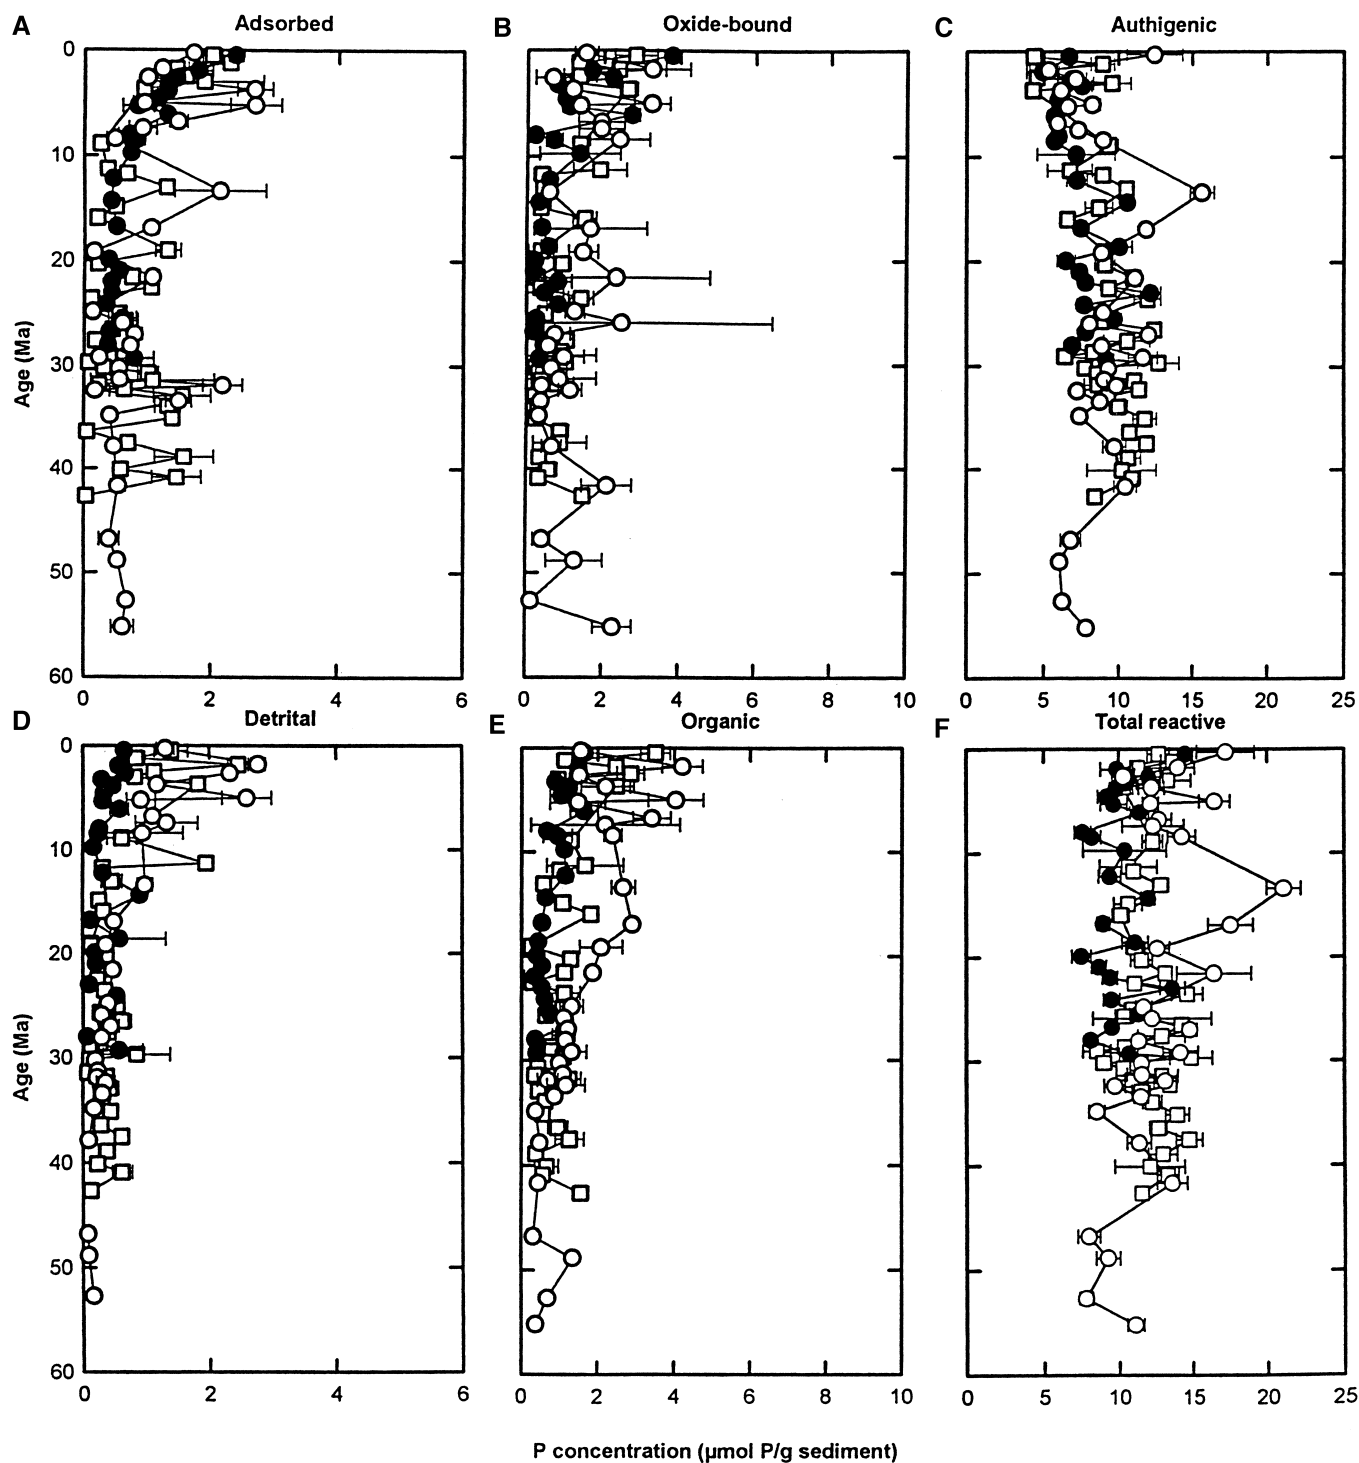 A Adsorbed B Oxide-bound C Authigenic
0
10
20
30
40
50
60
Age (Ma)
0 2 4 6 0 2 4 6 8 10 0 5 10 15 20 25
D Detrital E Organic F Total reactive
0
10
20
30
40
50
60
Age (Ma)
0 2 4 6 0 2 4 6 8 10 0 5 10 15 20 25
P concentration (µmol P/g sediment)